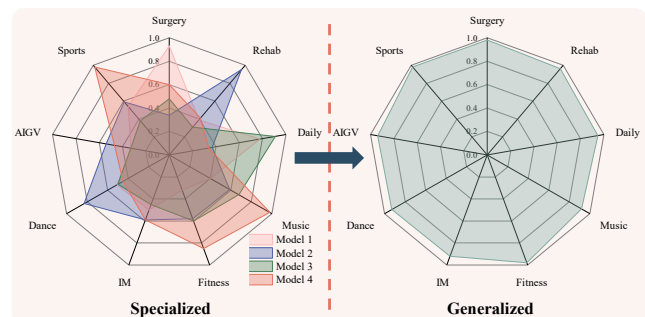 Surgery
Sports
Rehab
AIGV
Daily
Dance
Music
IM
Fitness
1.0
0.8
0.6
0.4
0.2
0.0
Model 1
Model 2
Model 3
Model 4
Specialized
Surgery
Sports
Rehab
AIGV
Daily
Dance
Music
IM
Fitness
1.0
0.8
0.6
0.4
0.2
0.0
Generalized